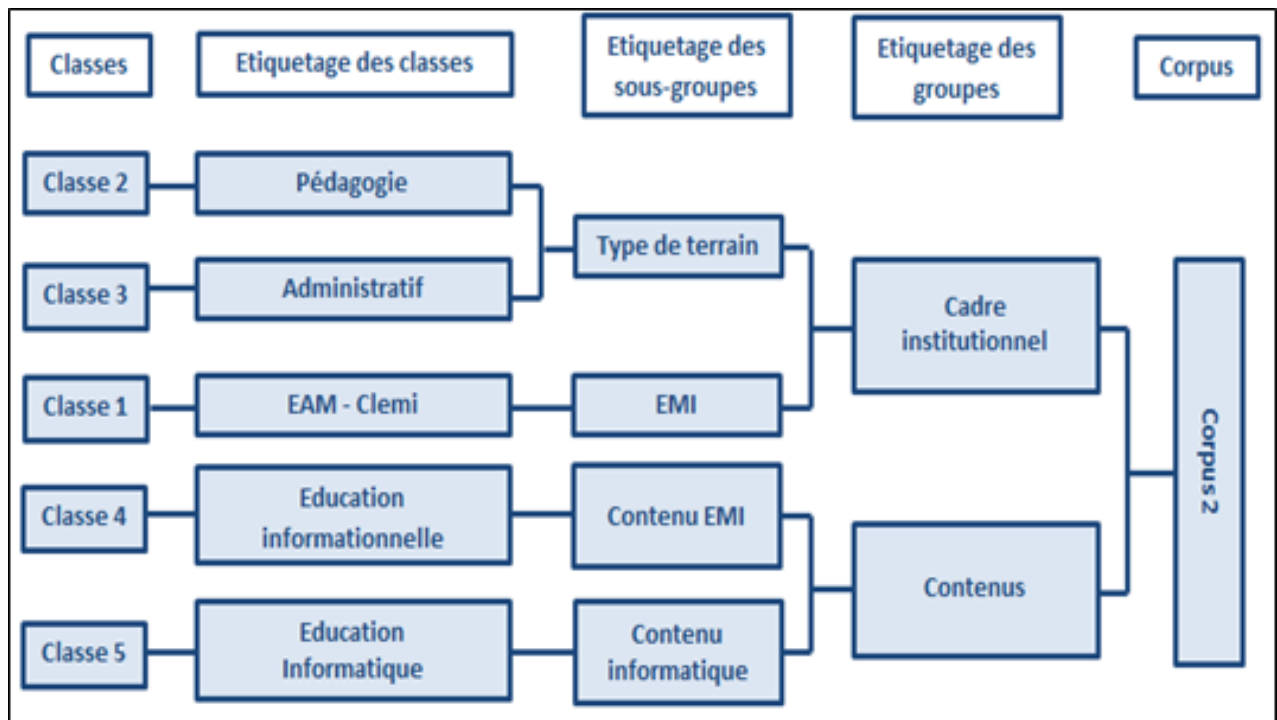 Classes
Etiquetage des classes
Etiquetage des
sous-groupes
Etiquetage des
groupes
Corpus
Classe 2
Pédagogie
Type de terrain
Classe 3
Administratif
Cadre
institutionnel
Classe 1
EAM - Clemi
EMI
Corpus 2
Classe 4
Education
informationnelle
Contenu EMI
Contenus
Classe 5
Education
Informatique
Contenu
informatique